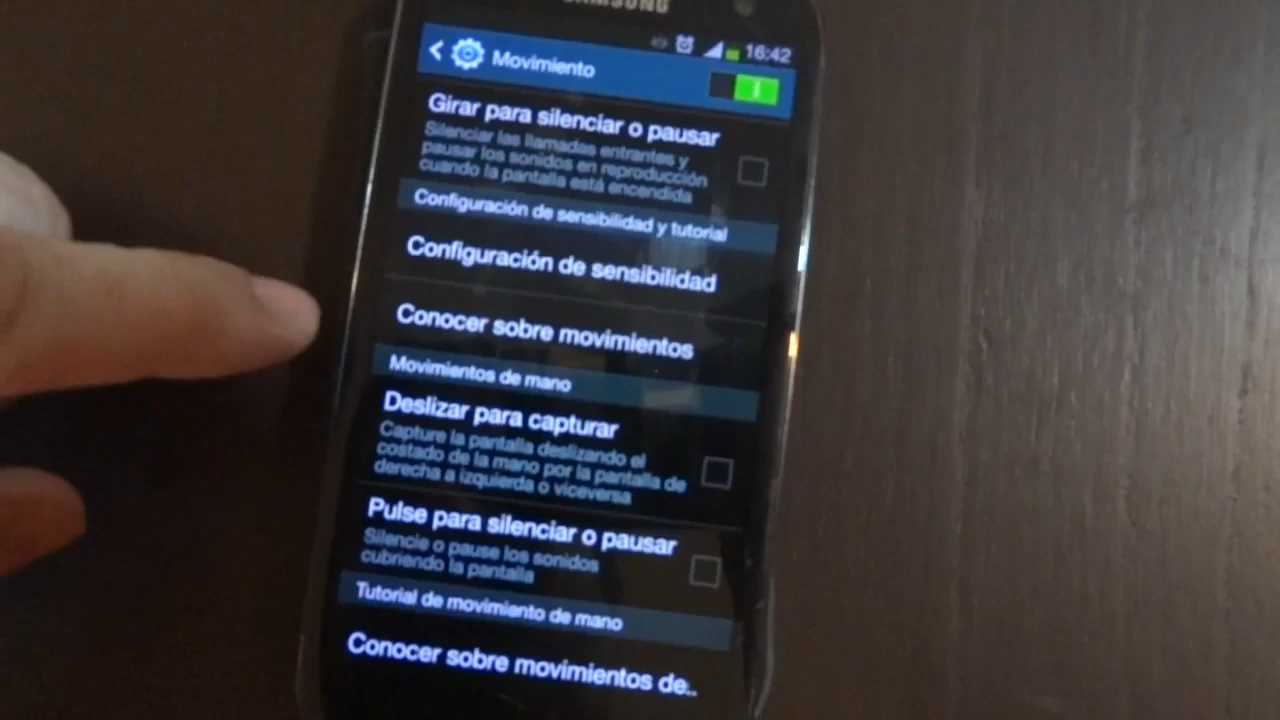 SAMSUNG
16:42
Movimiento
Girar para silenciar o pausar
Silenciar las llamadas entrantes y
pausar los sonidos en reproducción
cuando la pantalla está encendida
Configuración de sensibilidad y tutorial
Configuración de sensibilidad
Conocer sobre movimientos
Movimientos de mano
Deslizar para capturar
Capture la pantalla deslizando el
costado de la mano por la pantalla de
derecha a izquierda o viceversa
Pulse para silenciar o pausar
Silencie o pause los sonidos
cubriendo la pantalla
Tutorial de movimiento de mano
Conocer sobre movimientos de..